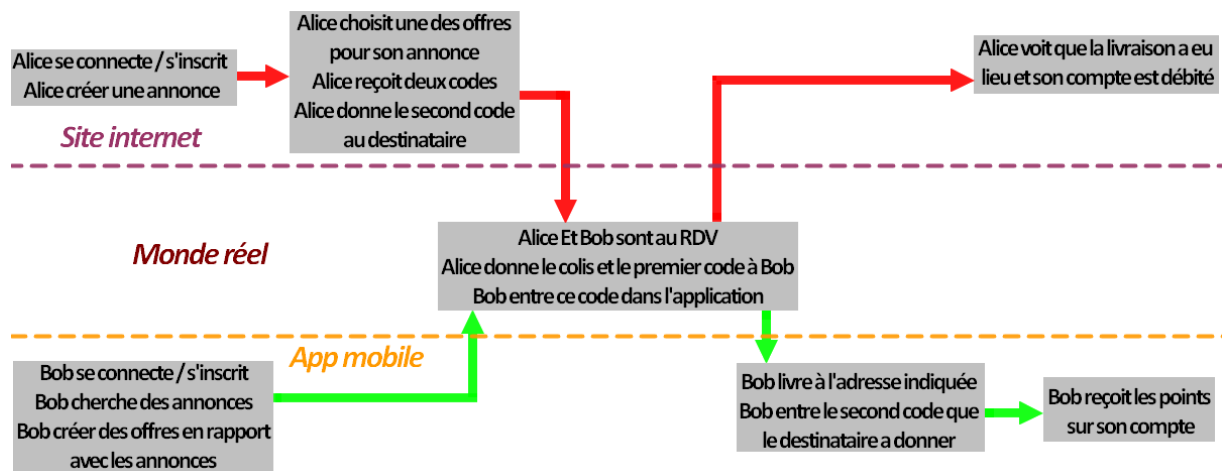 Alice se connecte / s'inscrit
Alice créer une annonce
Alice choisit une des offres
pour son annonce
Alice reçoit deux codes
Alice donne le second code
au destinataire
Alice voit que la livraison a eu
lieu et son compte est débité
Site internet
Monde réel
Alice Et Bob sont au RDV
Alice donne le colis et le premier code à Bob
Bob entre ce code dans l'application
App mobile
Bob se connecte / s'inscrit
Bob cherche des annonces
Bob créer des offres en rapport
avec les annonces
Bob livre à l'adresse indiquée
Bob entre le second code que
le destinataire a donner
Bob reçoit les points
sur son compte